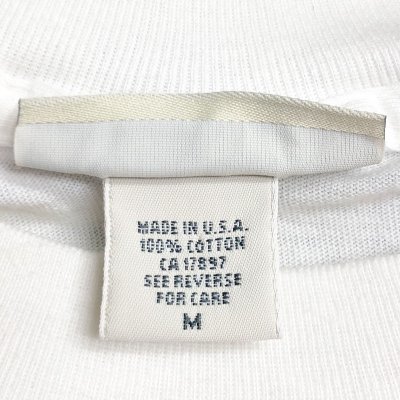 MADE IN U.S.A.
100% COTTON
CA 17897
SEE REVERSE
FOR CARE
M